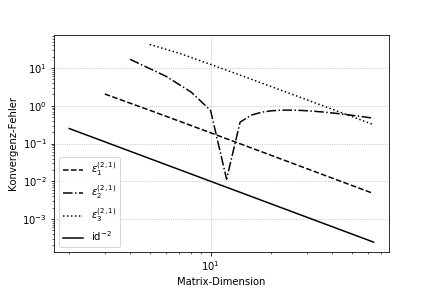 Konvergenz-Fehler
10¹
10⁰
10⁻¹
10⁻²
10⁻³
ε₁⁽²,¹⁾
ε₂⁽²,¹⁾
ε₃⁽²,¹⁾
id⁻²
10¹
Matrix-Dimension